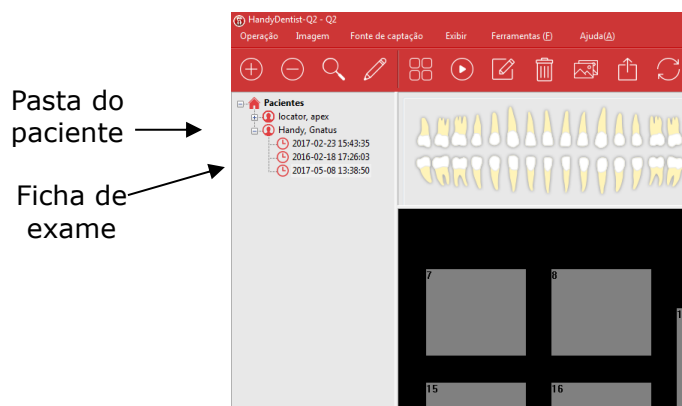 HandyDentist-Q2 - Q2
Operação Imagem Fonte de captação Exibir Ferramentas (F) Ajuda(A)
Pasta do
paciente
Pacientes
locator, apex
Handy, Gnatus
2017-02-23 15:43:35
2016-02-18 17:26:03
2017-05-08 13:38:50
Ficha de
exame
7 8
15 16